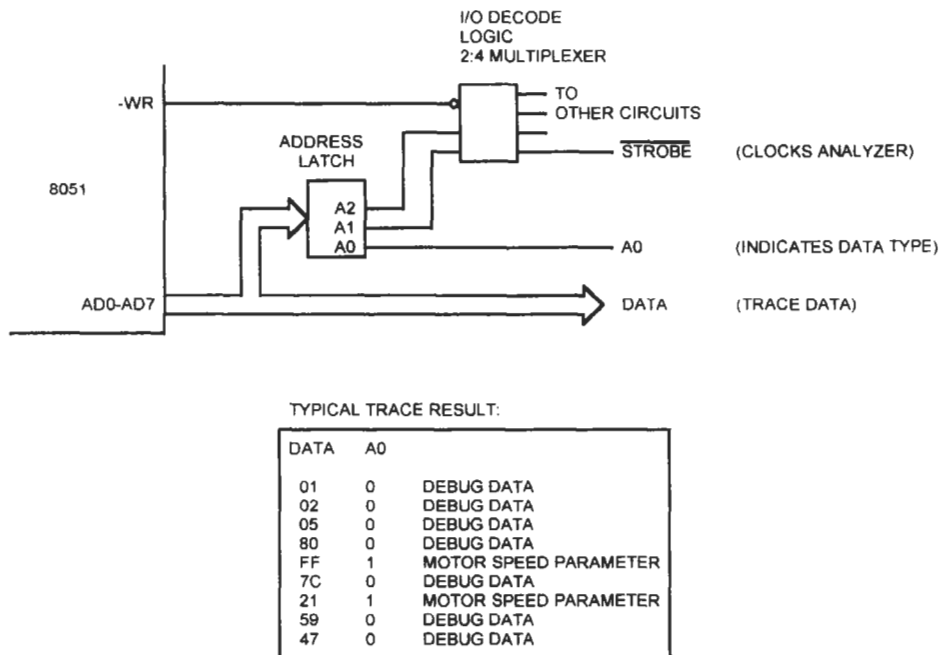 I/O DECODE
LOGIC
2:4 MULTIPLEXER
-WR
TO
OTHER CIRCUITS
ADDRESS
LATCH
STROBE (CLOCKS ANALYZER)
8051
A2
A1
A0
A0 (INDICATES DATA TYPE)
AD0-AD7
DATA (TRACE DATA)
TYPICAL TRACE RESULT:
DATA A0
01 0 DEBUG DATA
02 0 DEBUG DATA
05 0 DEBUG DATA
80 0 DEBUG DATA
FF 1 MOTOR SPEED PARAMETER
7C 0 DEBUG DATA
21 1 MOTOR SPEED PARAMETER
59 0 DEBUG DATA
47 0 DEBUG DATA